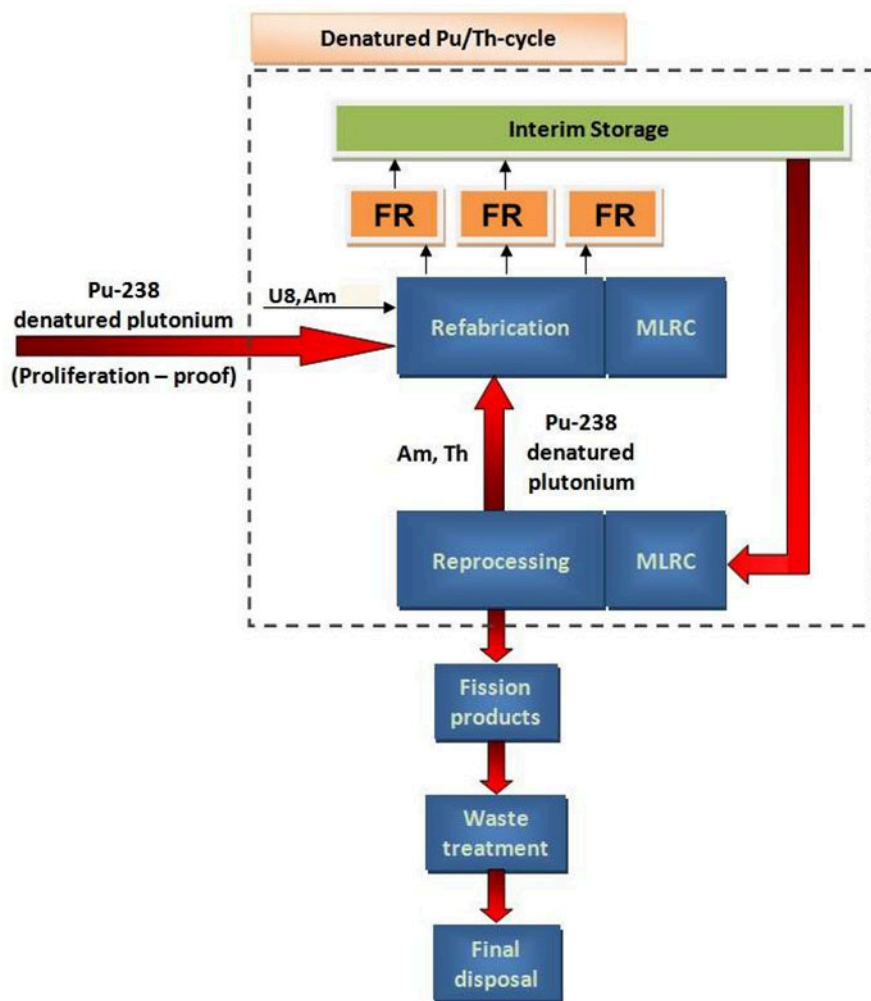 Denatured Pu/Th-cycle
Interim Storage
FR
FR
FR
Pu-238
denatured plutonium
(Proliferation – proof)
U8,Am
Refabrication
MLRC
Am, Th
Pu-238
denatured
plutonium
Reprocessing
MLRC
Fission
products
Waste
treatment
Final
disposal